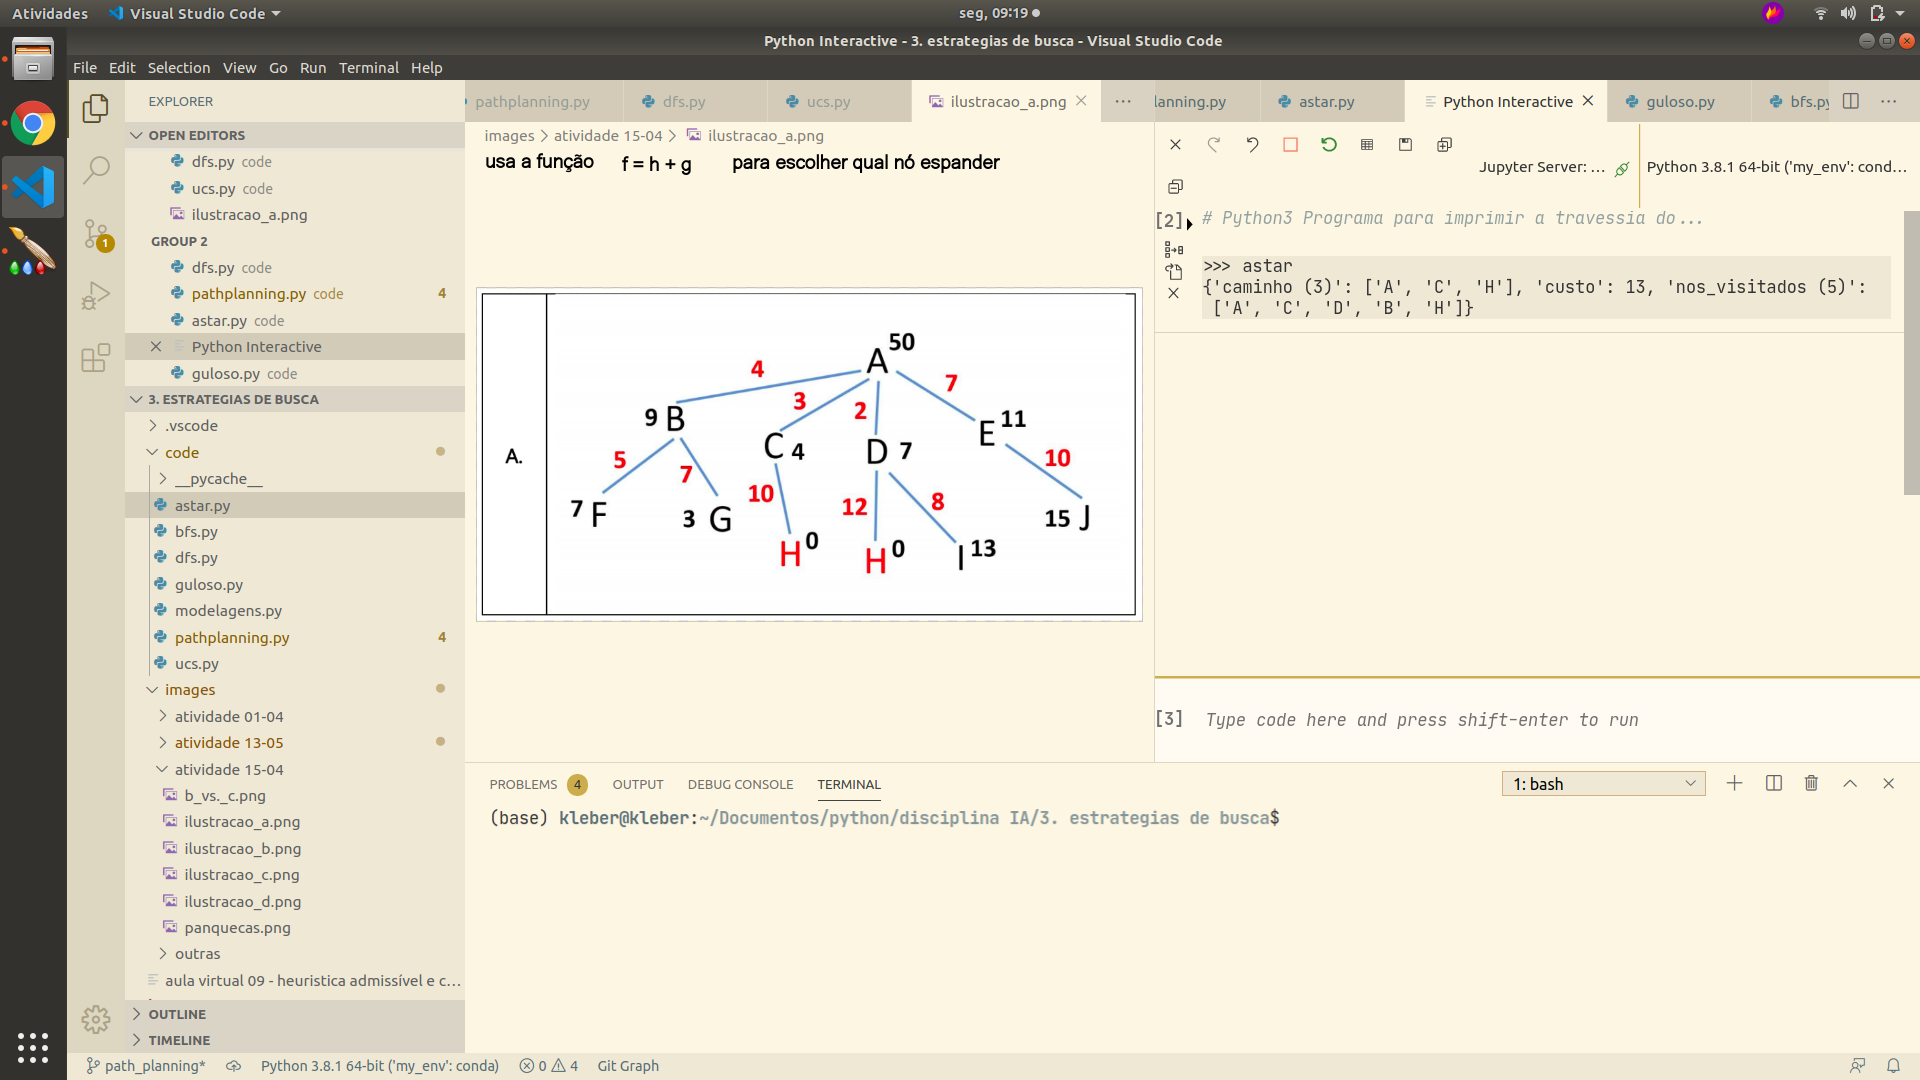 Atividades
Visual Studio Code
seg, 09:19
Python Interactive - 3. estrategias de busca - Visual Studio Code
File Edit Selection View Go Run Terminal Help
EXPLORER
OPEN EDITORS
dfs.py code
ucs.py code
ilustracao_a.png
GROUP 2
dfs.py code
pathplanning.py code 4
astar.py code
Python Interactive
guloso.py code
3. ESTRATEGIAS DE BUSCA
.vscode
code
__pycache__
astar.py
bfs.py
dfs.py
guloso.py
modelagens.py
pathplanning.py 4
ucs.py
images
atividade 01-04
atividade 13-05
atividade 15-04
b_vs._c.png
ilustracao_a.png
ilustracao_b.png
ilustracao_c.png
ilustracao_d.png
panquecas.png
outras
aula virtual 09 - heuristica admissível e c...
OUTLINE
TIMELINE
1
pathplanning.py dfs.py ucs.py ilustracao_a.png
images > atividade 15-04 > ilustracao_a.png
usa a função f = h + g para escolher qual nó espander
A.
A 50
4 3 2 7
9 B C 4 D 7 E 11
5 7 10 12 8 10
7 F 3 G H 0 H 0 I 13 15 J
lanning.py astar.py Python Interactive guloso.py bfs.py
Jupyter Server: ... Python 3.8.1 64-bit ('my_env': cond...
[2] # Python3 Programa para imprimir a travessia do...
>>> astar
{'caminho (3)': ['A', 'C', 'H'], 'custo': 13, 'nos_visitados (5)':
['A', 'C', 'D', 'B', 'H']}
[3] Type code here and press shift-enter to run
PROBLEMS 4 OUTPUT DEBUG CONSOLE TERMINAL
1: bash
(base) kleber@kleber:~/Documentos/python/disciplina IA/3. estrategias de busca$
path_planning* Python 3.8.1 64-bit ('my_env': conda) 0 4 Git Graph